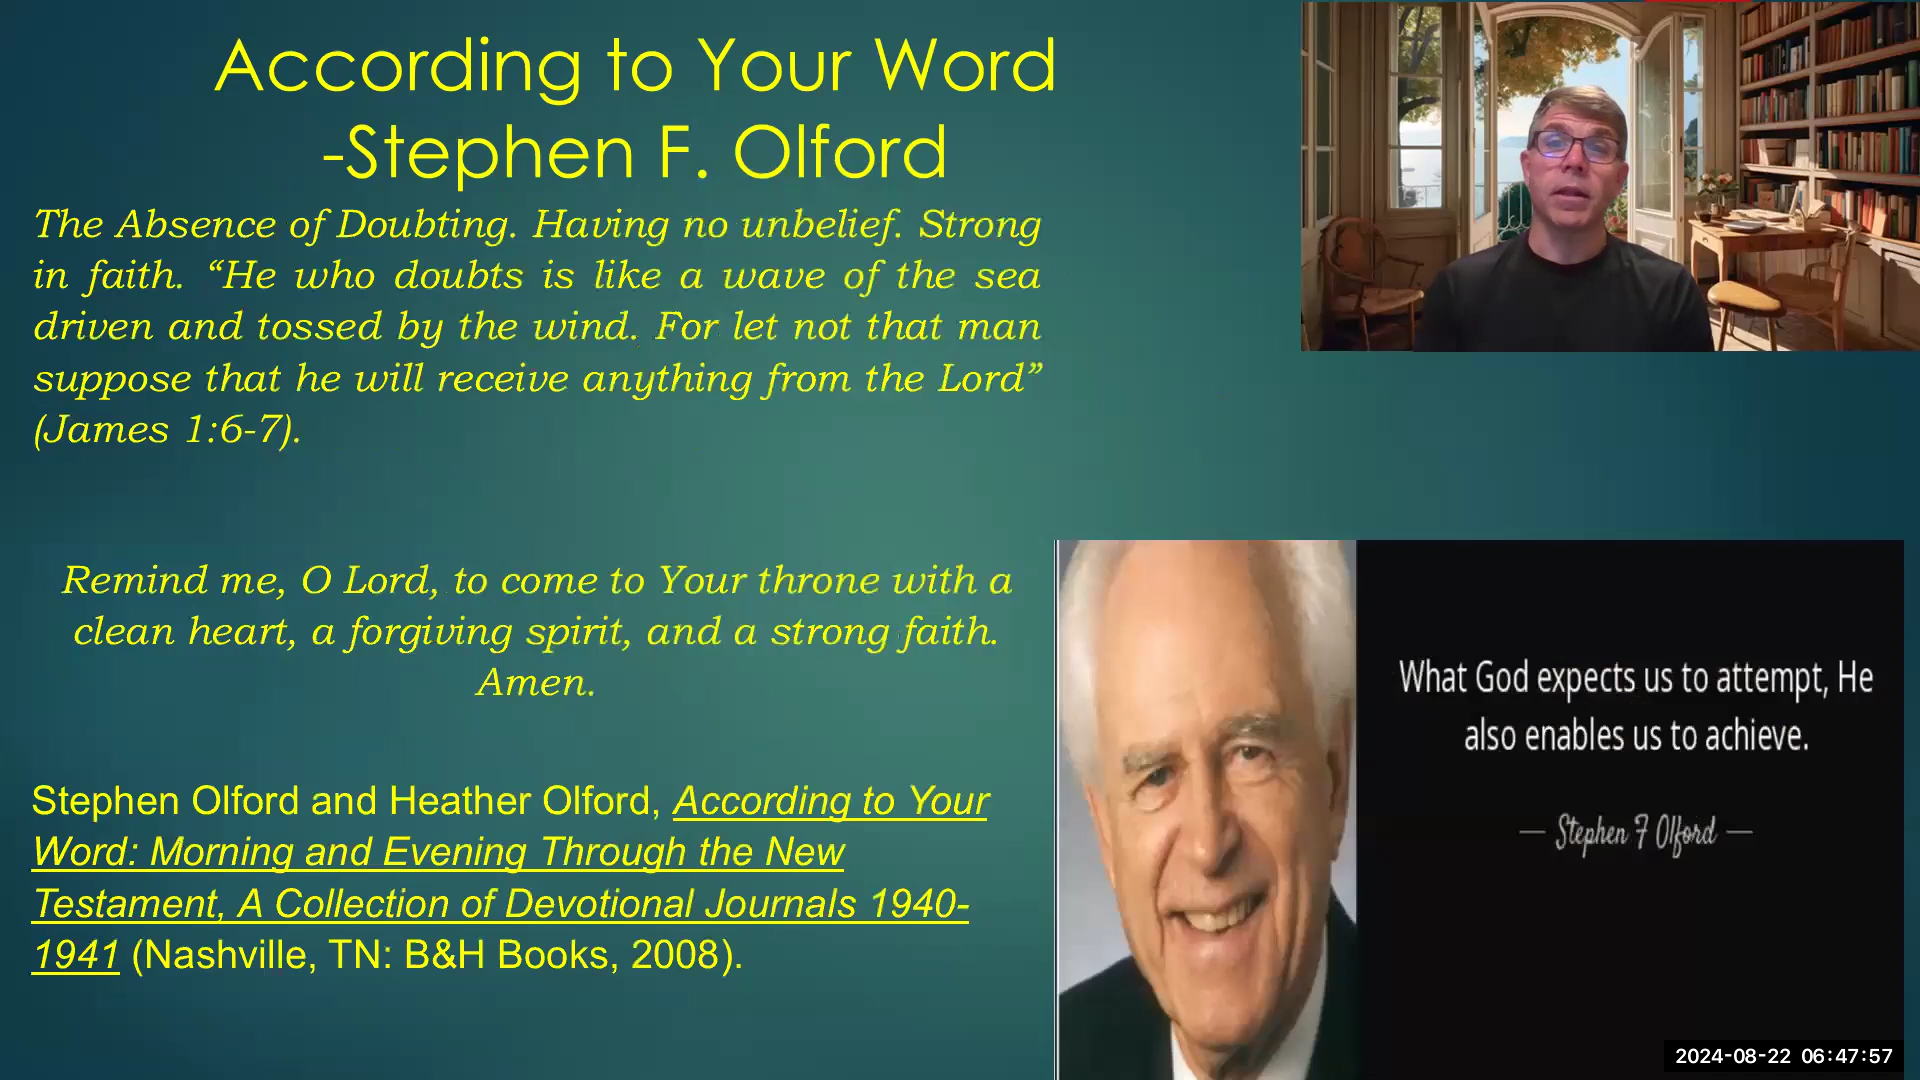 According to Your Word
-Stephen F. Olford
The Absence of Doubting. Having no unbelief. Strong
in faith. “He who doubts is like a wave of the sea
driven and tossed by the wind. For let not that man
suppose that he will receive anything from the Lord”
(James 1:6-7).
Remind me, O Lord, to come to Your throne with a
clean heart, a forgiving spirit, and a strong faith.
Amen.
Stephen Olford and Heather Olford, According to Your
Word: Morning and Evening Through the New
Testament, A Collection of Devotional Journals 1940-
1941 (Nashville, TN: B&H Books, 2008).
What God expects us to attempt, He
also enables us to achieve.
— Stephen F Olford —
2024-08-22 06:47:57